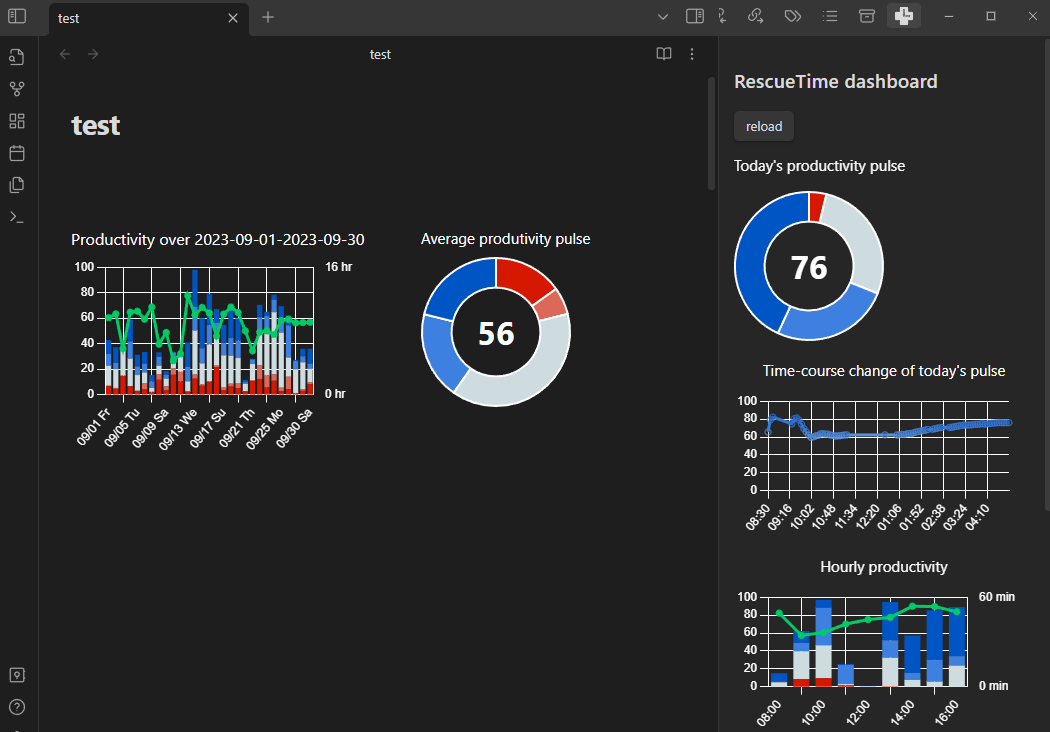 test
test
test
Productivity over 2023-09-01-2023-09-30
100
80
60
40
20
0
16 hr
0 hr
09/01 Fr
09/05 Tu
09/09 Sa
09/13 We
09/17 Su
09/21 Th
09/25 Mo
09/30 Sa
Average produtivity pulse
56
RescueTime dashboard
reload
Today's productivity pulse
76
Time-course change of today's pulse
100
80
60
40
20
0
08:30
09:16
10:02
10:48
11:34
12:20
01:06
01:52
02:38
03:24
04:10
Hourly productivity
100
80
60
40
20
0
60 min
0 min
08:00
10:00
12:00
14:00
16:00